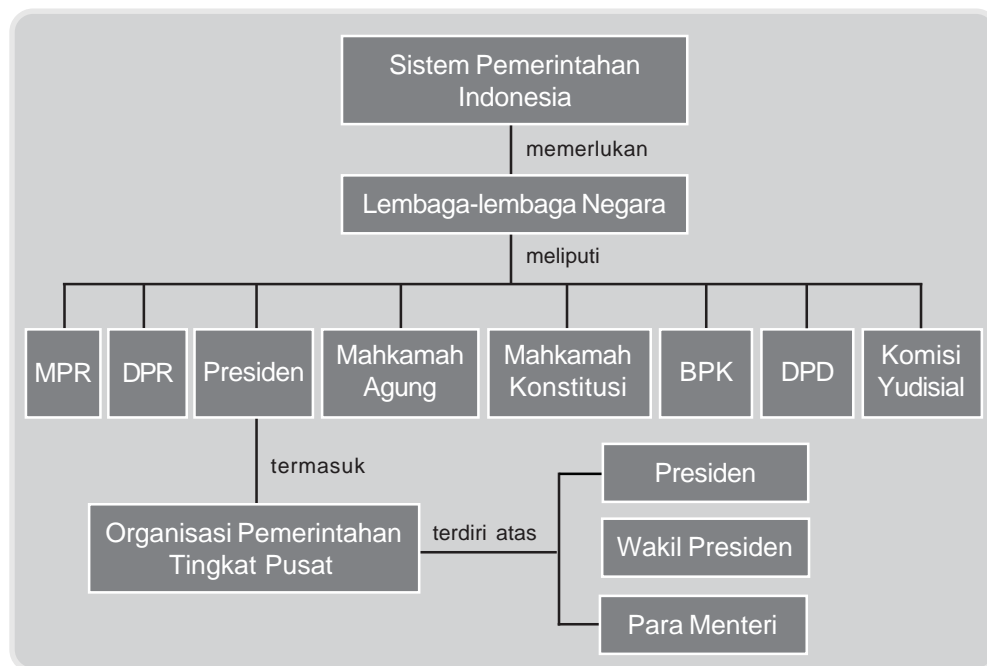 Sistem Pemerintahan
Indonesia
memerlukan
Lembaga-lembaga Negara
meliputi
MPR
DPR
Presiden
Mahkamah
Agung
Mahkamah
Konstitusi
BPK
DPD
Komisi
Yudisial
termasuk
Organisasi Pemerintahan
Tingkat Pusat
terdiri atas
Presiden
Wakil Presiden
Para Menteri